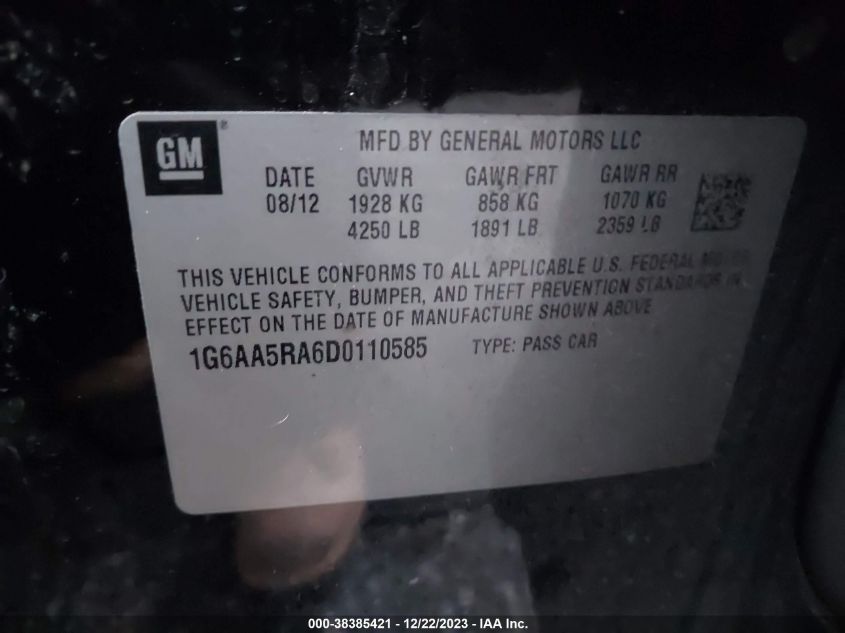 GM ®
MFD BY GENERAL MOTORS LLC
DATE GVWR GAWR FRT GAWR RR
08/12 1928 KG 858 KG 1070 KG
4250 LB 1891 LB 2359 LB
THIS VEHICLE CONFORMS TO ALL APPLICABLE U.S. FEDERAL MOTOR
VEHICLE SAFETY, BUMPER, AND THEFT PREVENTION STANDARDS IN
EFFECT ON THE DATE OF MANUFACTURE SHOWN ABOVE
1G6AA5RA6D0110585 TYPE: PASS CAR
000-38385421 - 12/22/2023 - IAA Inc.